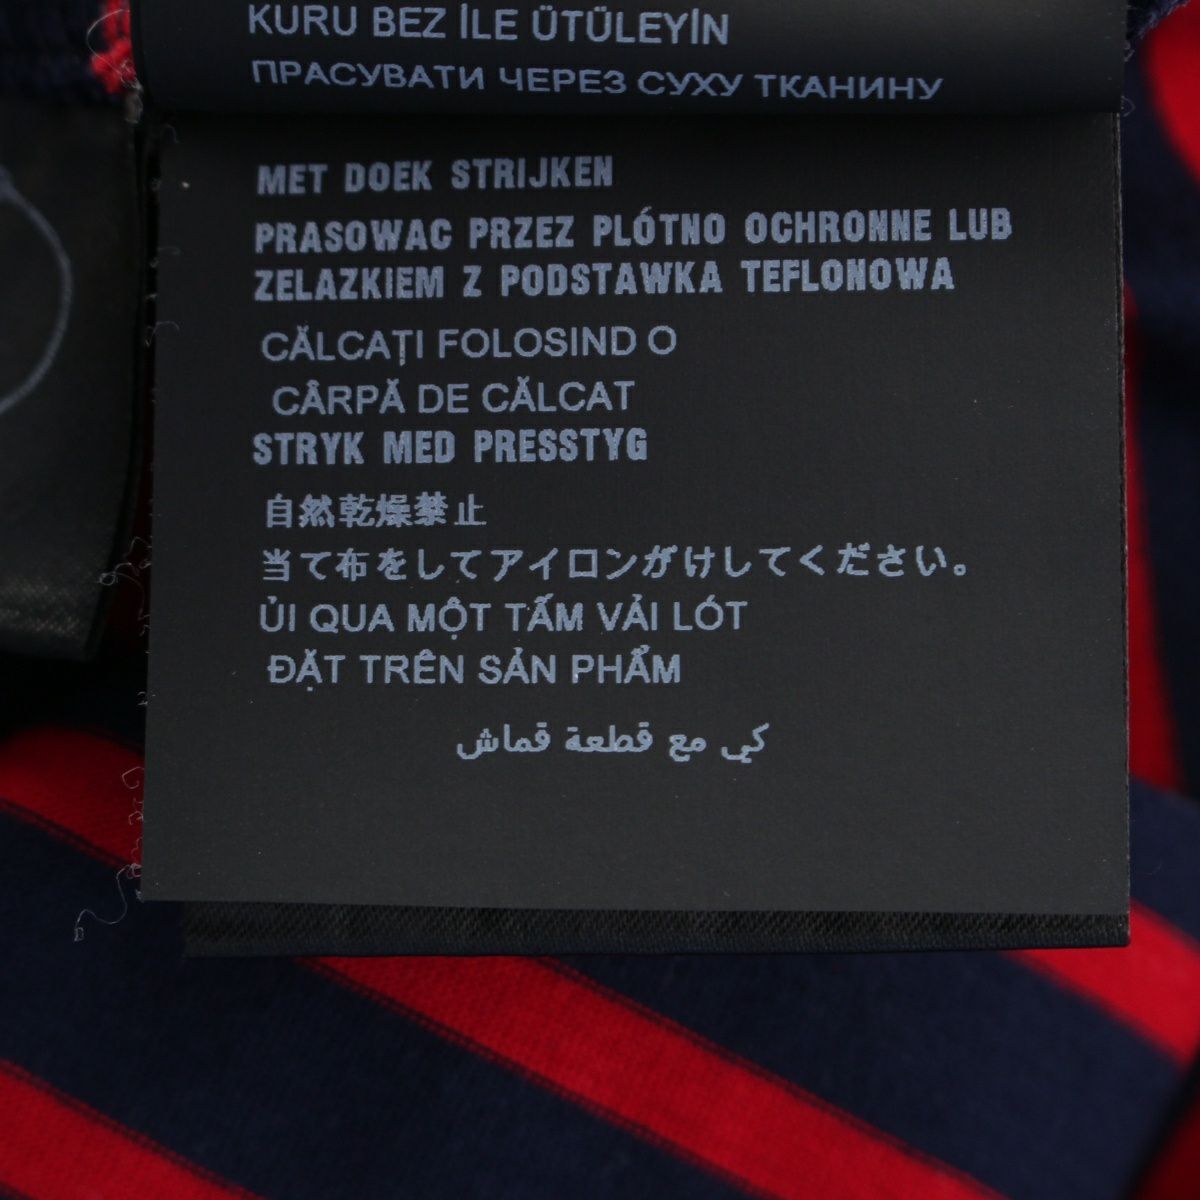 KURU BEZ İLE ÜTÜLEYİN
ПРАСУВАТИ ЧЕРЕЗ СУХУ ТКАНИНУ
MET DOEK STRIJKEN
PRASOWAC PRZEZ PLÓTNO OCHRONNE LUB
ZELAZKIEM Z PODSTAWKA TEFLONOWA
CĂLCAȚI FOLOSIND O
CÂRPĂ DE CĂLCAT
STRYK MED PRESSTYG
自然乾燥禁止
当て布をしてアイロンがけしてください。
ỦI QUA MỘT TẤM VẢI LÓT
ĐẶT TRÊN SẢN PHẨM
كي مع قطعة قماش